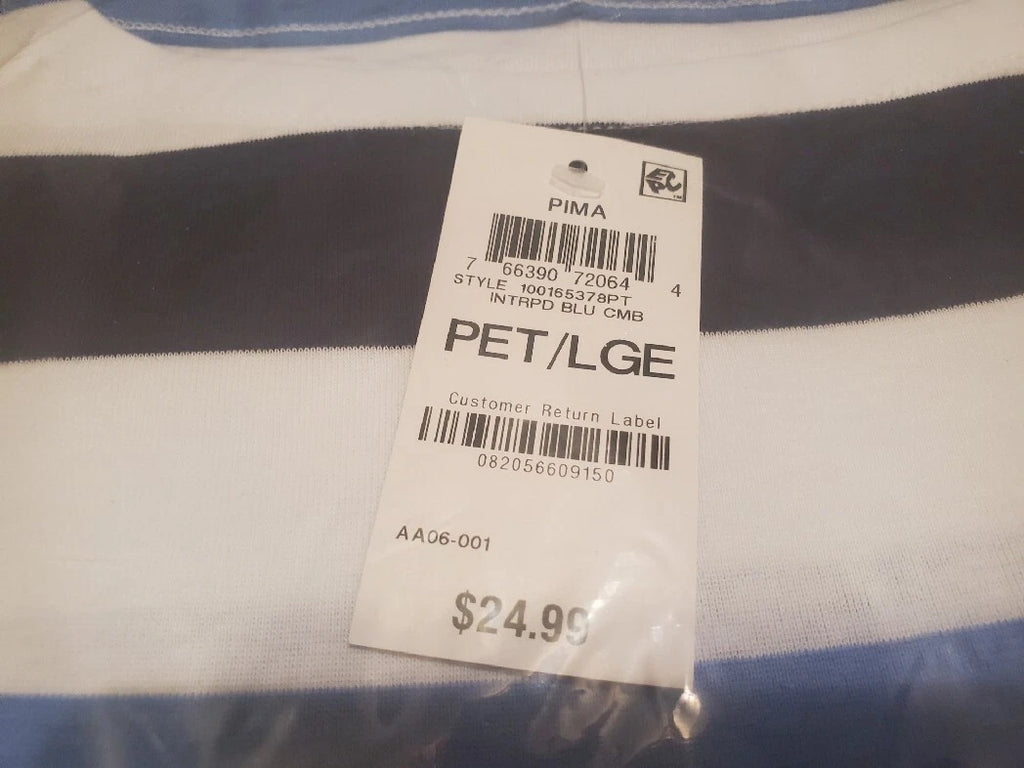 EPC
PIMA
7 66390 72064 4
STYLE 100165378PT
INTRPD BLU CMB
PET/LGE
Customer Return Label
082056609150
AA06-001
$24.99